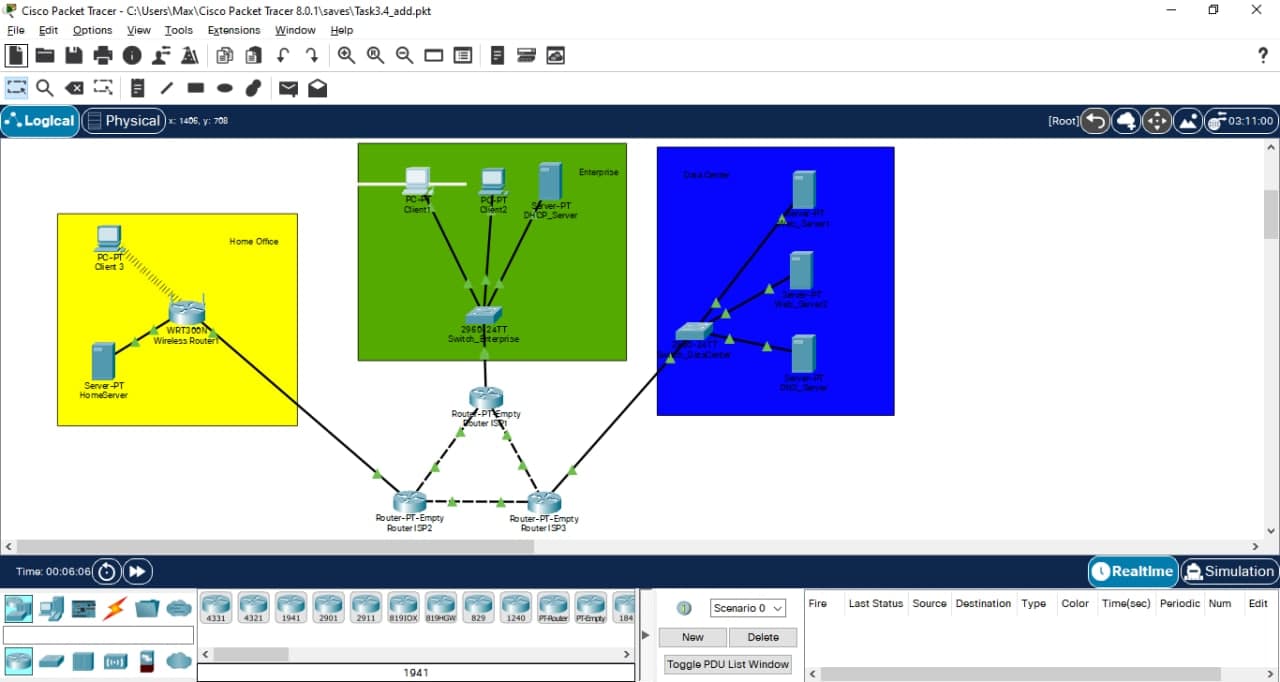 Cisco Packet Tracer - C:\Users\Max\Cisco Packet Tracer 8.0.1\saves\Task3.4_add.pkt
File Edit Options View Tools Extensions Window Help
Logical Physical x: 1406, y: 708 [Root] 03:11:00
Enterprise
Data Center
Home Office
PC-PT
Client1
PC-PT
Client2
Server-PT
DHCP_Server
Server-PT
Web_Server1
PC-PT
Client 3
Server-PT
Web_Server2
WRT300N
Wireless Router1
2960-24TT
Switch_Enterprise
2960-24TT
Switch_DataCenter
Server-PT
HomeServer
Server-PT
DNS_Server
Router-PT-Empty
Router ISP1
Router-PT-Empty
Router ISP2
Router-PT-Empty
Router ISP3
Time: 00:06:06 Realtime Simulation
4331 4321 1941 2901 2911 819IOX 819HGW 829 1240 PT-Router PT-Empty 184
1941
Scenario 0
New Delete
Toggle PDU List Window
Fire Last Status Source Destination Type Color Time(sec) Periodic Num Edit